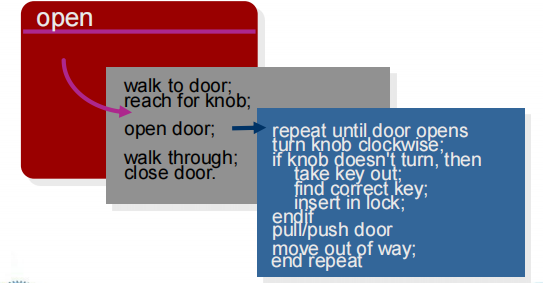 open
walk to door;
reach for knob;
open door;
walk through;
close door.
repeat until door opens
turn knob clockwise;
if knob doesn't turn, then
take key out;
find correct key;
insert in lock;
endif
pull/push door
move out of way;
end repeat